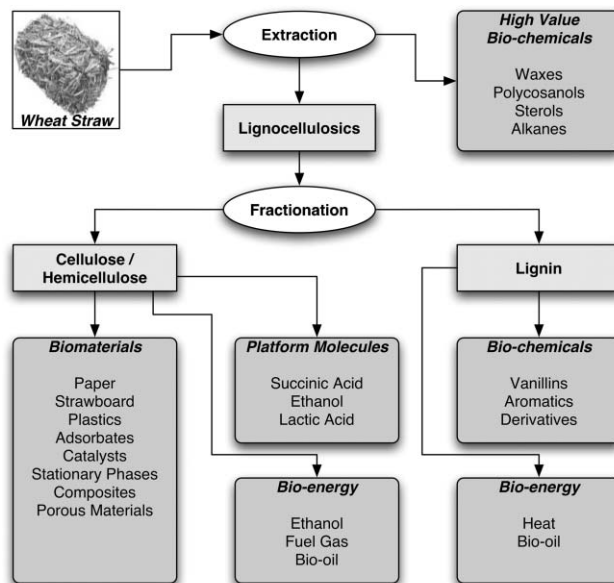 Wheat Straw
Extraction
High Value
Bio-chemicals
Waxes
Polycosanols
Sterols
Alkanes
Lignocellulosics
Fractionation
Cellulose /
Hemicellulose
Lignin
Biomaterials
Paper
Strawboard
Plastics
Adsorbates
Catalysts
Stationary Phases
Composites
Porous Materials
Platform Molecules
Succinic Acid
Ethanol
Lactic Acid
Bio-chemicals
Vanillins
Aromatics
Derivatives
Bio-energy
Ethanol
Fuel Gas
Bio-oil
Bio-energy
Heat
Bio-oil